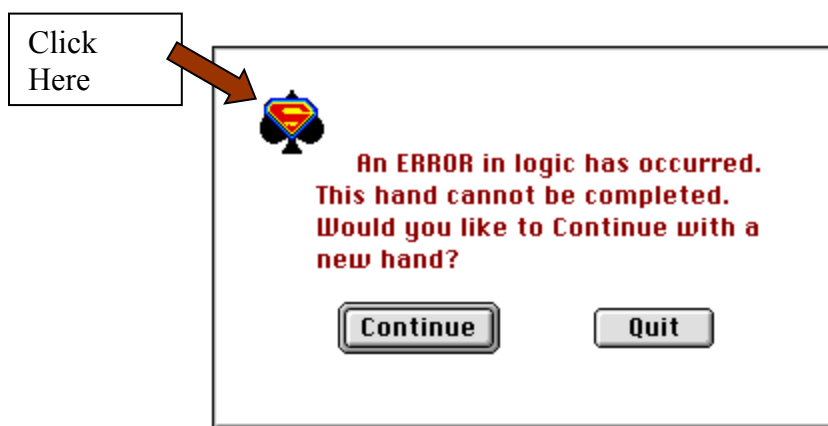 Click
Here
An ERROR in logic has occurred.
This hand cannot be completed.
Would you like to Continue with a
new hand?
Continue
Quit